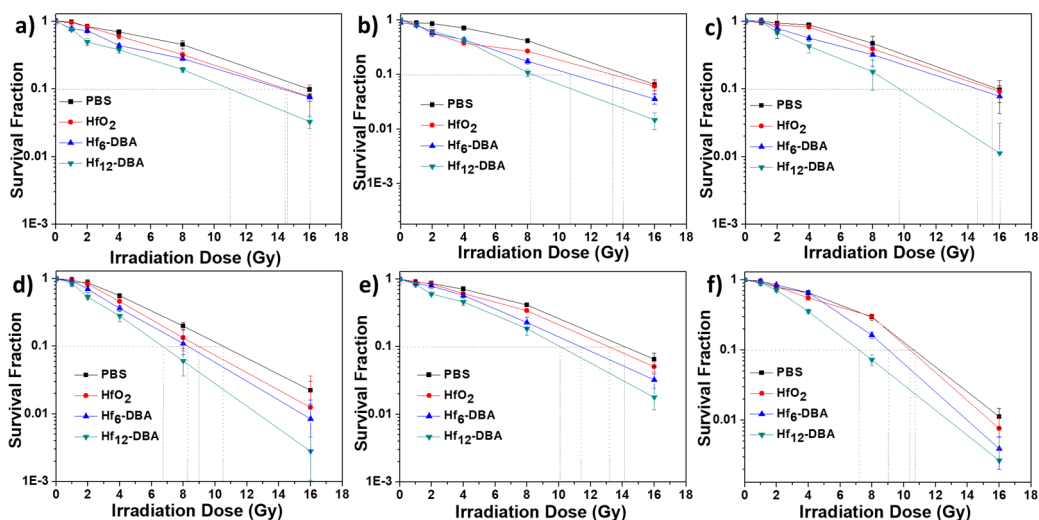 a)
Survival Fraction
1
0.1
0.01
1E-3
PBS
HfO2
Hf6-DBA
Hf12-DBA
0 2 4 6 8 10 12 14 16 18
Irradiation Dose (Gy)
b)
Survival Fraction
1
0.1
0.01
1E-3
PBS
HfO2
Hf6-DBA
Hf12-DBA
0 2 4 6 8 10 12 14 16 18
Irradiation Dose (Gy)
c)
Survival Fraction
1
0.1
0.01
1E-3
PBS
HfO2
Hf6-DBA
Hf12-DBA
0 2 4 6 8 10 12 14 16 18
Irradiation Dose (Gy)
d)
Survival Fraction
1
0.1
0.01
1E-3
PBS
HfO2
Hf6-DBA
Hf12-DBA
0 2 4 6 8 10 12 14 16 18
Irradiation Dose (Gy)
e)
Survival Fraction
1
0.1
0.01
1E-3
PBS
HfO2
Hf6-DBA
Hf12-DBA
0 2 4 6 8 10 12 14 16 18
Irradiation Dose (Gy)
f)
Survival Fraction
1
0.1
0.01
PBS
HfO2
Hf6-DBA
Hf12-DBA
0 2 4 6 8 10 12 14 16 18
Irradiation Dose (Gy)